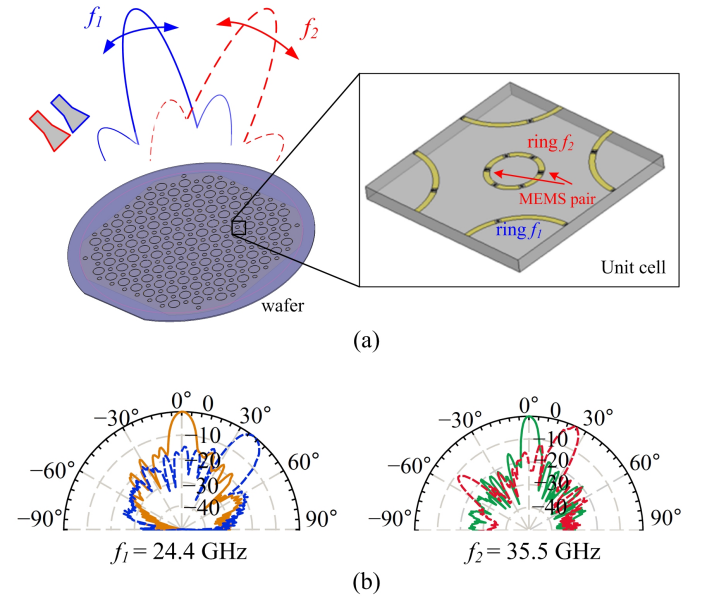 f1
f2
ring f2
MEMS pair
ring f1
Unit cell
wafer
(a)
0° 0
−30° 30°
−10
−60° −20 60°
−30
−90° −40 90°
f1 = 24.4 GHz
0° 0
−30° 30°
−10
−60° −20 60°
−30
−90° −40 90°
f2 = 35.5 GHz
(b)